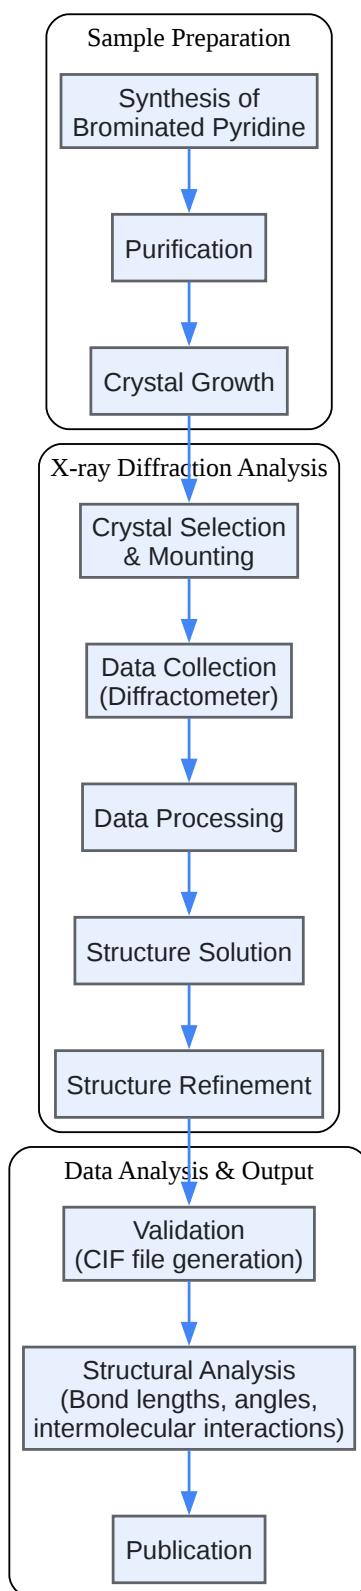 Sample Preparation
Synthesis of
Brominated Pyridine
Purification
Crystal Growth
X-ray Diffraction Analysis
Crystal Selection
& Mounting
Data Collection
(Diffractometer)
Data Processing
Structure Solution
Structure Refinement
Data Analysis & Output
Validation
(CIF file generation)
Structural Analysis
(Bond lengths, angles,
intermolecular interactions)
Publication